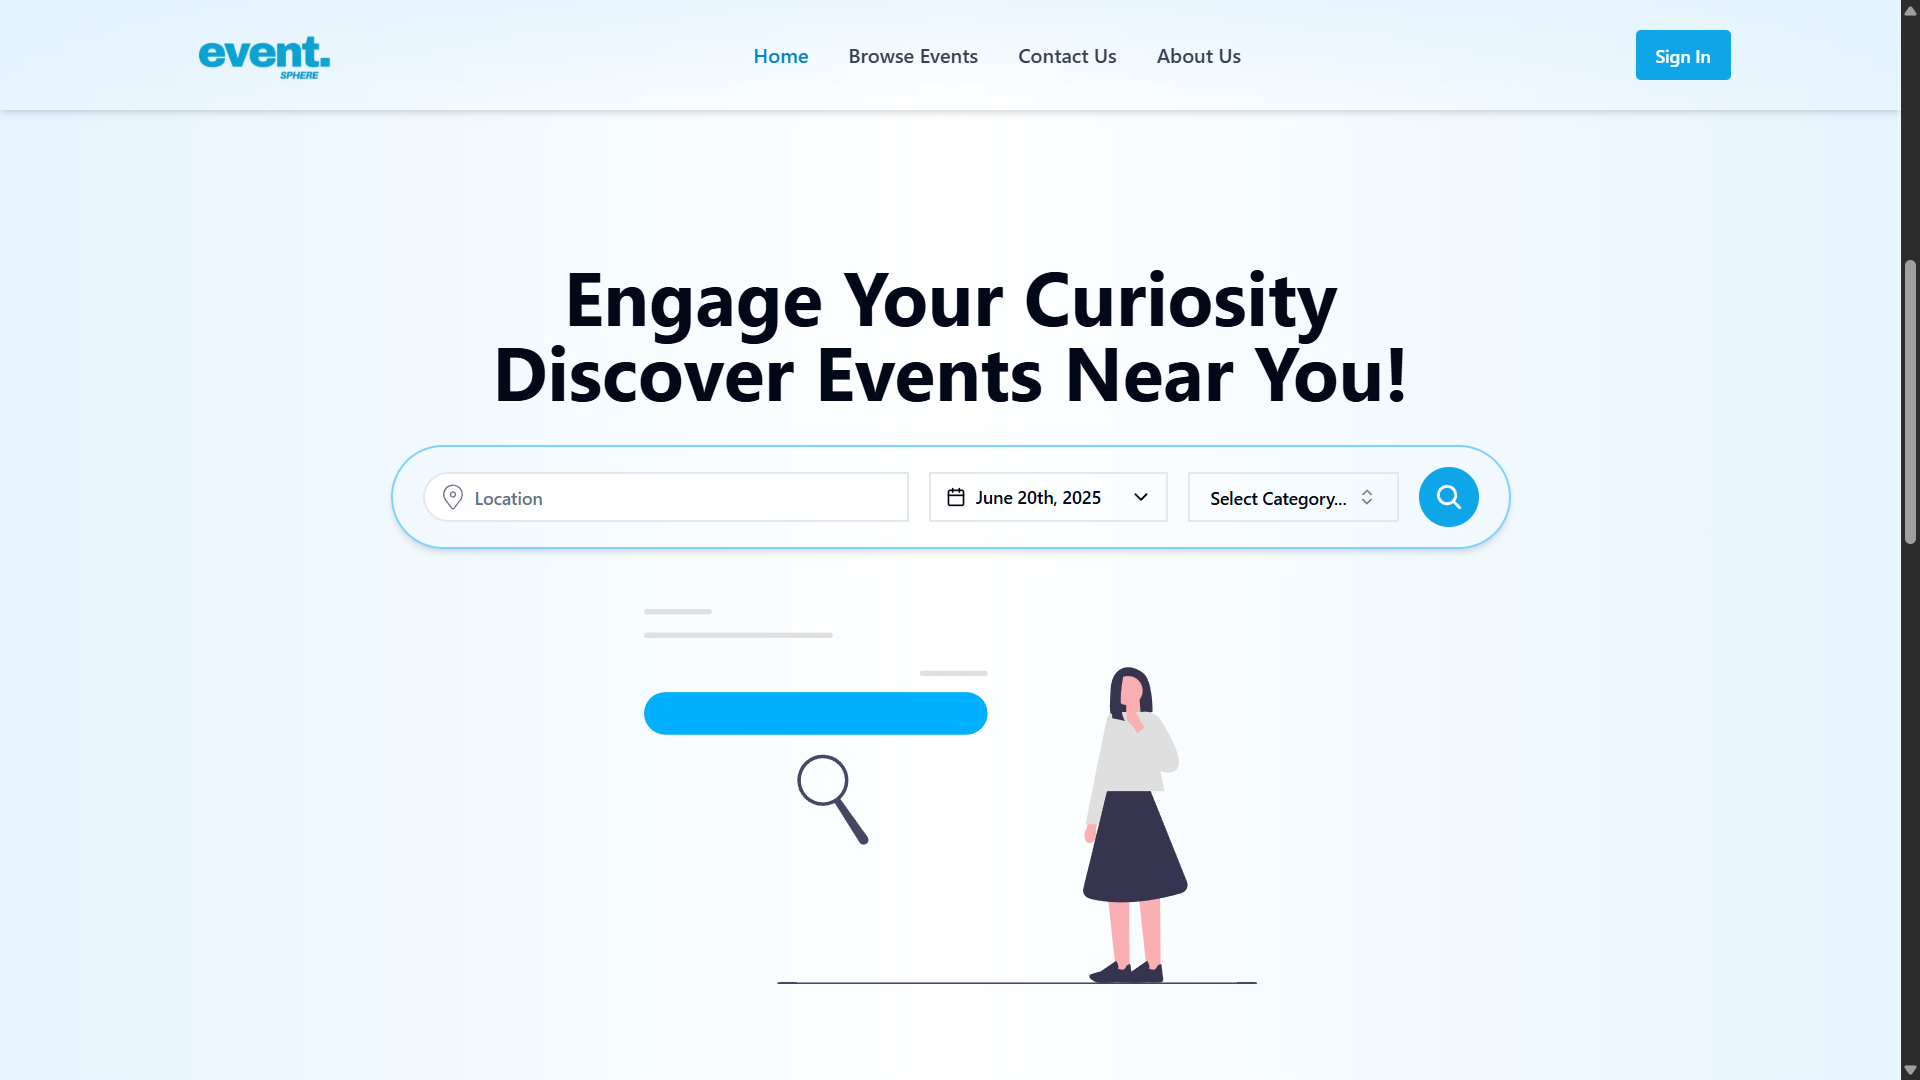 event.
SPHERE
Home
Browse Events
Contact Us
About Us
Sign In
Engage Your Curiosity
Discover Events Near You!
Location
June 20th, 2025
Select Category...